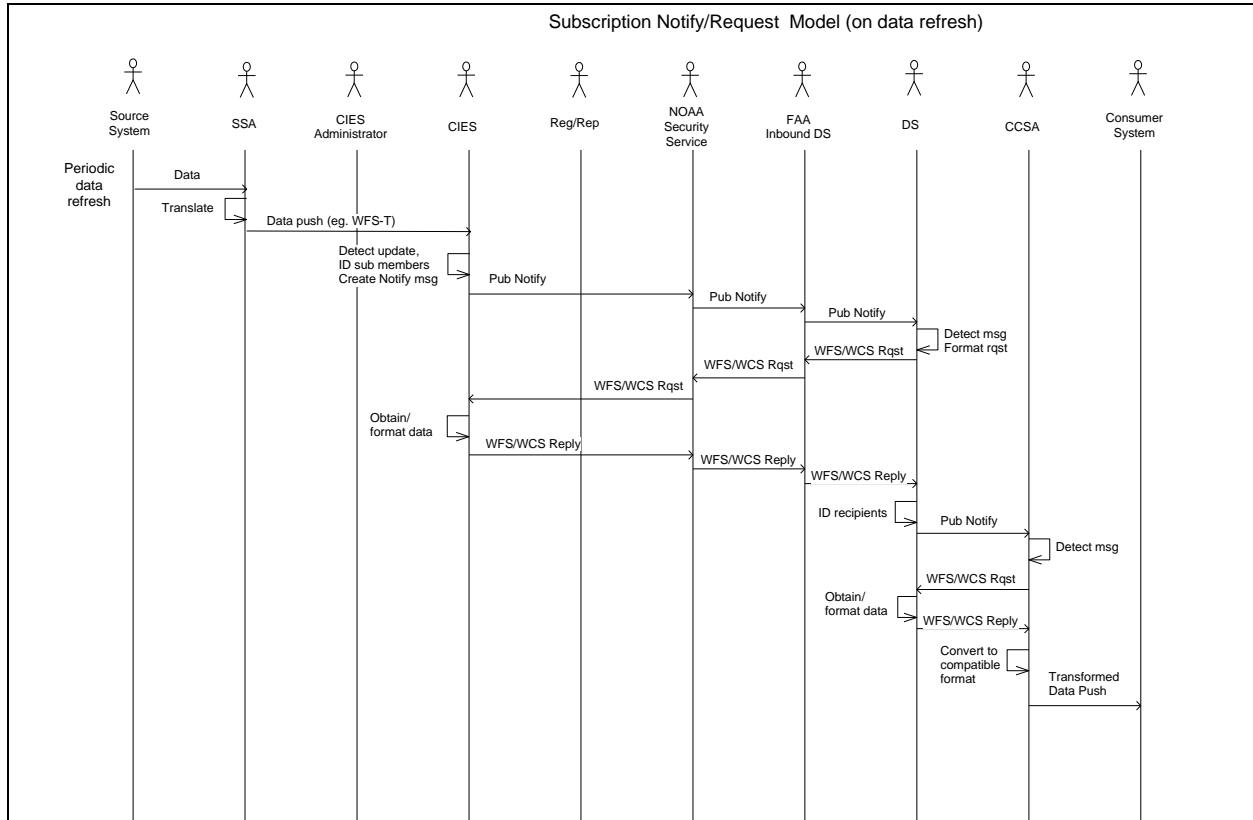 Subscription Notify/Request Model (on data refresh)
Source
System
SSA
CIES
Administrator
CIES
Reg/Rep
NOAA
Security
Service
FAA
Inbound DS
DS
CCSA
Consumer
System
Periodic
data
refresh
Data
Translate
Data push (eg. WFS-T)
Detect update,
ID sub members
Create Notify msg
Pub Notify
Pub Notify
Pub Notify
Detect msg
Format rqst
WFS/WCS Rqst
WFS/WCS Rqst
WFS/WCS Rqst
Obtain/
format data
WFS/WCS Reply
WFS/WCS Reply
WFS/WCS Reply
ID recipients
Pub Notify
Detect msg
WFS/WCS Rqst
Obtain/
format data
WFS/WCS Reply
Convert to
compatible
format
Transformed
Data Push